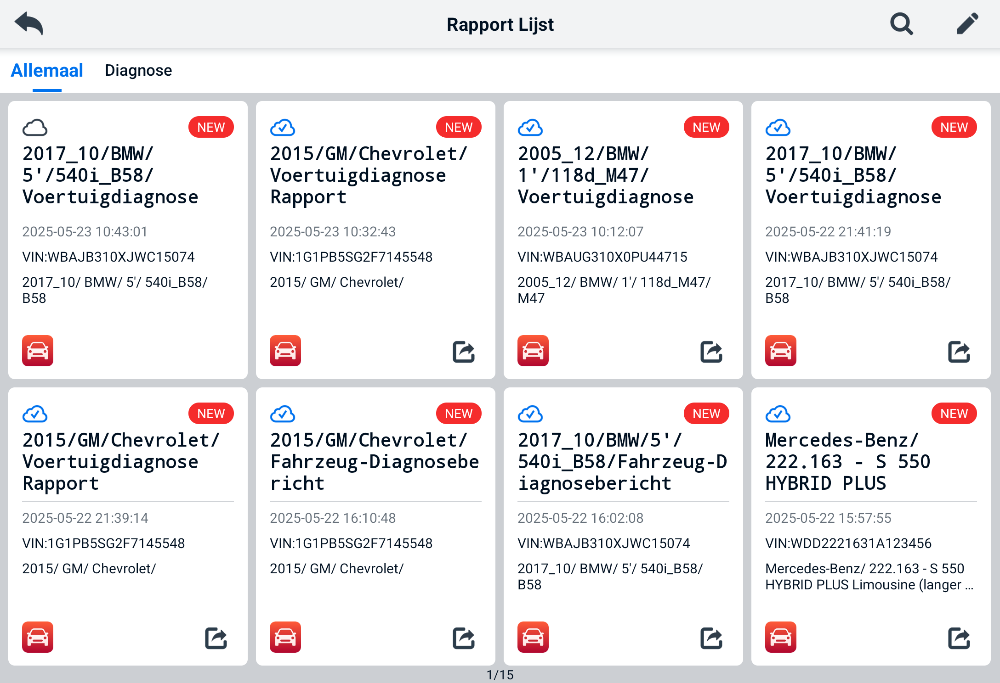 Rapport Lijst
Allemaal
Diagnose
NEW
2017_10/BMW/
5'/540i_B58/
Voertuigdiagnose
2025-05-23 10:43:01
VIN:WBAJB310XJWC15074
2017_10/ BMW/ 5'/ 540i_B58/
B58
NEW
2015/GM/Chevrolet/
Voertuigdiagnose
Rapport
2025-05-23 10:32:43
VIN:1G1PB5SG2F7145548
2015/ GM/ Chevrolet/
NEW
2005_12/BMW/
1'/118d_M47/
Voertuigdiagnose
2025-05-23 10:12:07
VIN:WBAUG310X0PU44715
2005_12/ BMW/ 1'/ 118d_M47/
M47
NEW
2017_10/BMW/
5'/540i_B58/
Voertuigdiagnose
2025-05-22 21:41:19
VIN:WBAJB310XJWC15074
2017_10/ BMW/ 5'/ 540i_B58/
B58
NEW
2015/GM/Chevrolet/
Voertuigdiagnose
Rapport
2025-05-22 21:39:14
VIN:1G1PB5SG2F7145548
2015/ GM/ Chevrolet/
NEW
2015/GM/Chevrolet/
Fahrzeug-Diagnosebe
richt
2025-05-22 16:10:48
VIN:1G1PB5SG2F7145548
2015/ GM/ Chevrolet/
NEW
2017_10/BMW/5'/
540i_B58/Fahrzeug-D
iagnosebericht
2025-05-22 16:02:08
VIN:WBAJB310XJWC15074
2017_10/ BMW/ 5'/ 540i_B58/
B58
NEW
Mercedes-Benz/
222.163 - S 550
HYBRID PLUS
2025-05-22 15:57:55
VIN:WDD2221631A123456
Mercedes-Benz/ 222.163 - S 550
HYBRID PLUS Limousine (langer ...
1/15